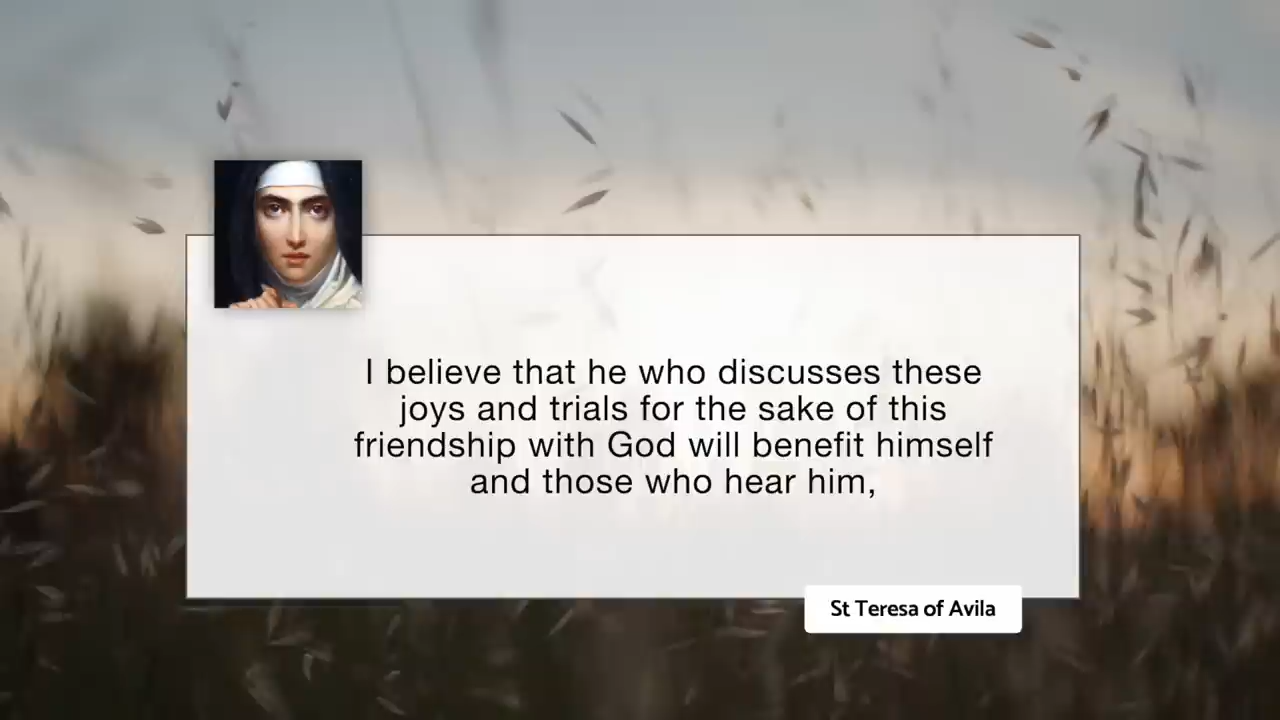 I believe that he who discusses these
joys and trials for the sake of this
friendship with God will benefit himself
and those who hear him,
St Teresa of Avila